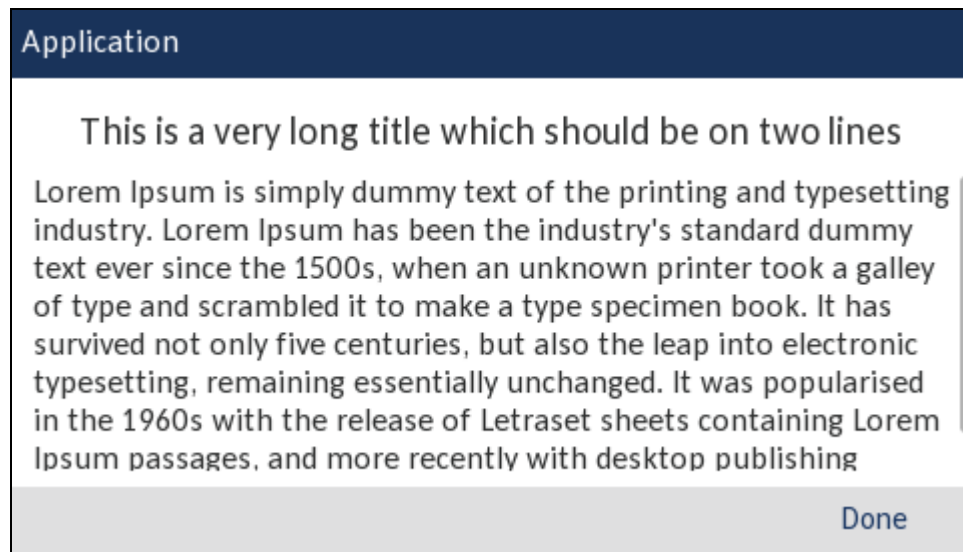 Application
This is a very long title which should be on two lines
Lorem Ipsum is simply dummy text of the printing and typesetting
industry. Lorem Ipsum has been the industry's standard dummy
text ever since the 1500s, when an unknown printer took a galley
of type and scrambled it to make a type specimen book. It has
survived not only five centuries, but also the leap into electronic
typesetting, remaining essentially unchanged. It was popularised
in the 1960s with the release of Letraset sheets containing Lorem
Ipsum passages, and more recently with desktop publishing
Done